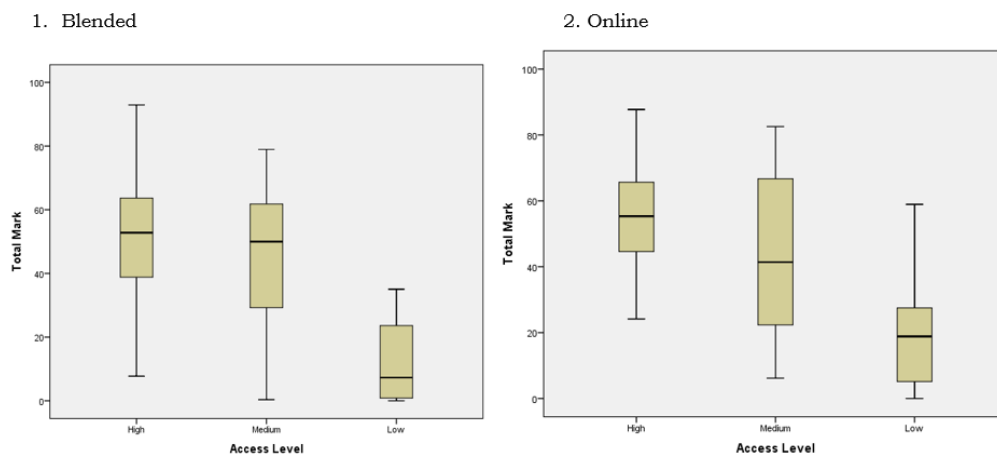 1. Blended
2. Online
100
80
60
40
20
0
Total Mark
High Medium Low
Access Level
100
80
60
40
20
0
Total Mark
High Medium Low
Access Level